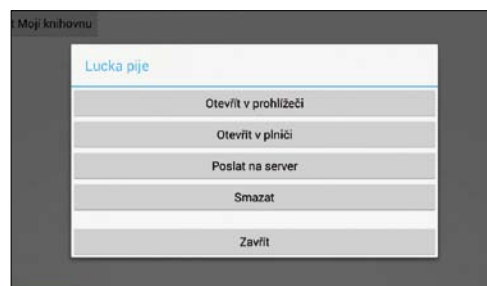 t Moji knihovnu
Lucka pije
Otevřít v prohlížeči
Otevřít v plniči
Poslat na server
Smazat
Zavřít